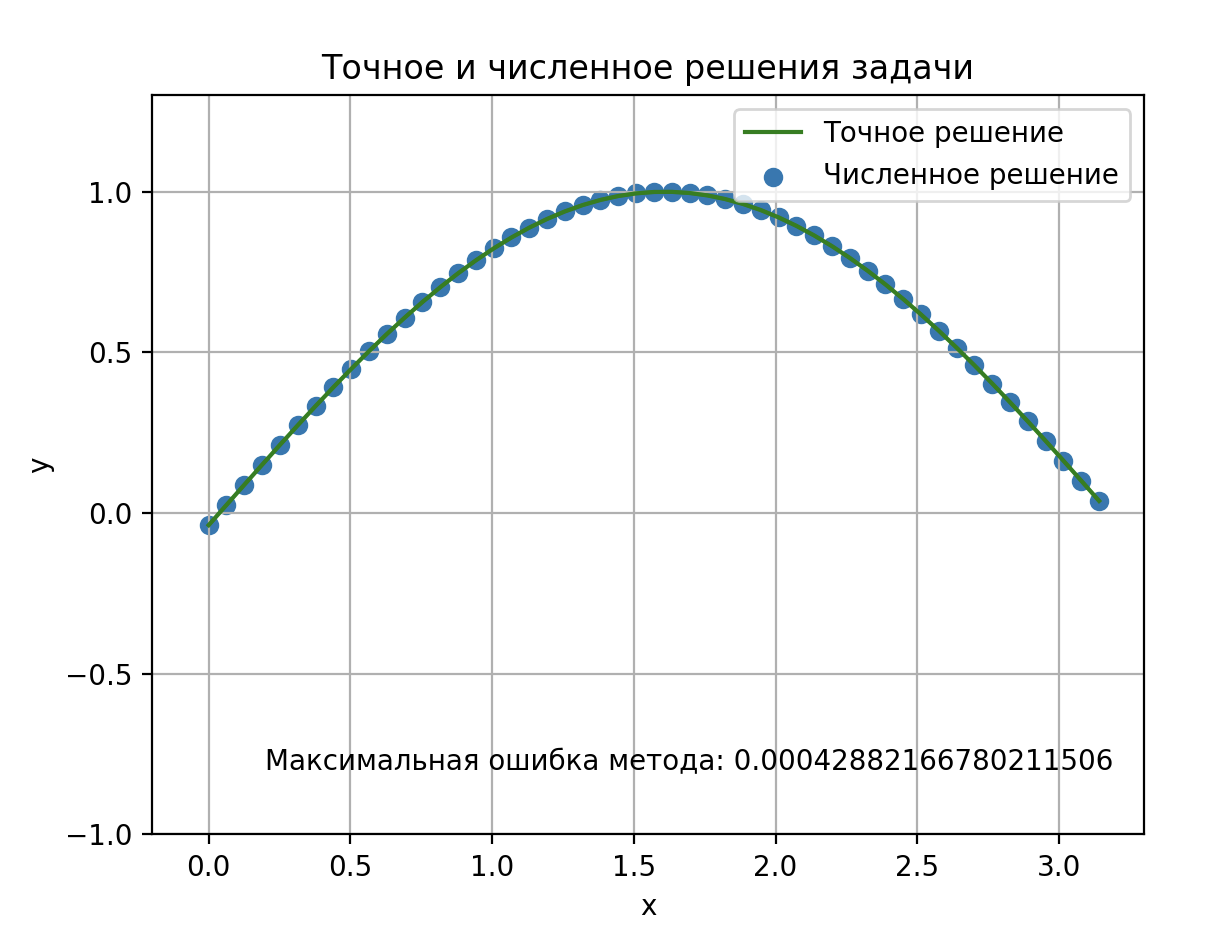 Точное и численное решения задачи
Точное решение
Численное решение
1.0
0.5
0.0
−0.5
−1.0
y
Максимальная ошибка метода: 0.00042882166780211506
0.0 0.5 1.0 1.5 2.0 2.5 3.0
x